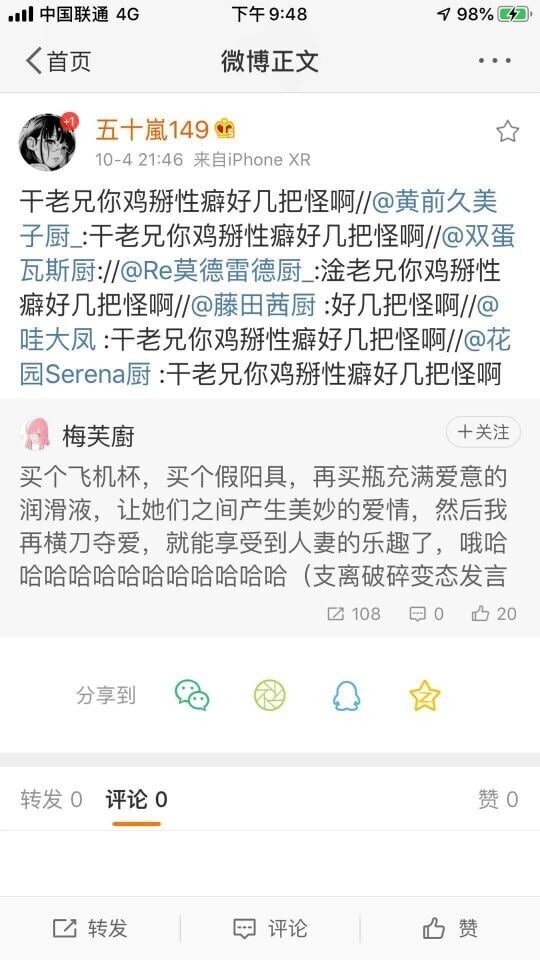 中国联通 4G 下午9:48 98%
首页 微博正文
+1
五十嵐149
10-4 21:46 来自iPhone XR
干老兄你鸡掰性癖好几把怪啊//@黄前久美
子厨_:干老兄你鸡掰性癖好几把怪啊//@双蛋
瓦斯厨://@Re莫德雷德厨_:淦老兄你鸡掰性
癖好几把怪啊//@藤田茜厨 :好几把怪啊//@
哇大凤 :干老兄你鸡掰性癖好几把怪啊//@花
园Serena厨 :干老兄你鸡掰性癖好几把怪啊
梅芙廚 +关注
买个飞机杯，买个假阳具，再买瓶充满爱意的
润滑液，让她们之间产生美妙的爱情，然后我
再横刀夺爱，就能享受到人妻的乐趣了，哦哈
哈哈哈哈哈哈哈哈哈哈哈（支离破碎变态发言
108 0 20
分享到
转发 0 评论 0 赞 0
转发 评论 赞